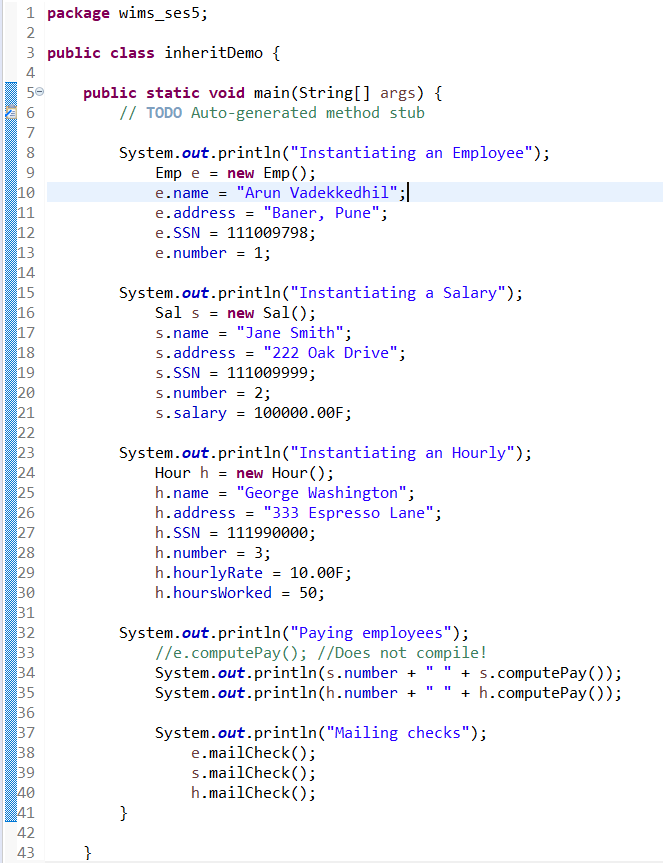 1 package wims_ses5;
2
3 public class inheritDemo {
4
5 public static void main(String[] args) {
6 // TODO Auto-generated method stub
7
8 System.out.println("Instantiating an Employee");
9 Emp e = new Emp();
10 e.name = "Arun Vadekkedhil";
11 e.address = "Baner, Pune";
12 e.SSN = 111009798;
13 e.number = 1;
14
15 System.out.println("Instantiating a Salary");
16 Sal s = new Sal();
17 s.name = "Jane Smith";
18 s.address = "222 Oak Drive";
19 s.SSN = 111009999;
20 s.number = 2;
21 s.salary = 100000.00F;
22
23 System.out.println("Instantiating an Hourly");
24 Hour h = new Hour();
25 h.name = "George Washington";
26 h.address = "333 Espresso Lane";
27 h.SSN = 111990000;
28 h.number = 3;
29 h.hourlyRate = 10.00F;
30 h.hoursWorked = 50;
31
32 System.out.println("Paying employees");
33 //e.computePay(); //Does not compile!
34 System.out.println(s.number + " " + s.computePay());
35 System.out.println(h.number + " " + h.computePay());
36
37 System.out.println("Mailing checks");
38 e.mailCheck();
39 s.mailCheck();
40 h.mailCheck();
41 }
42
43 }